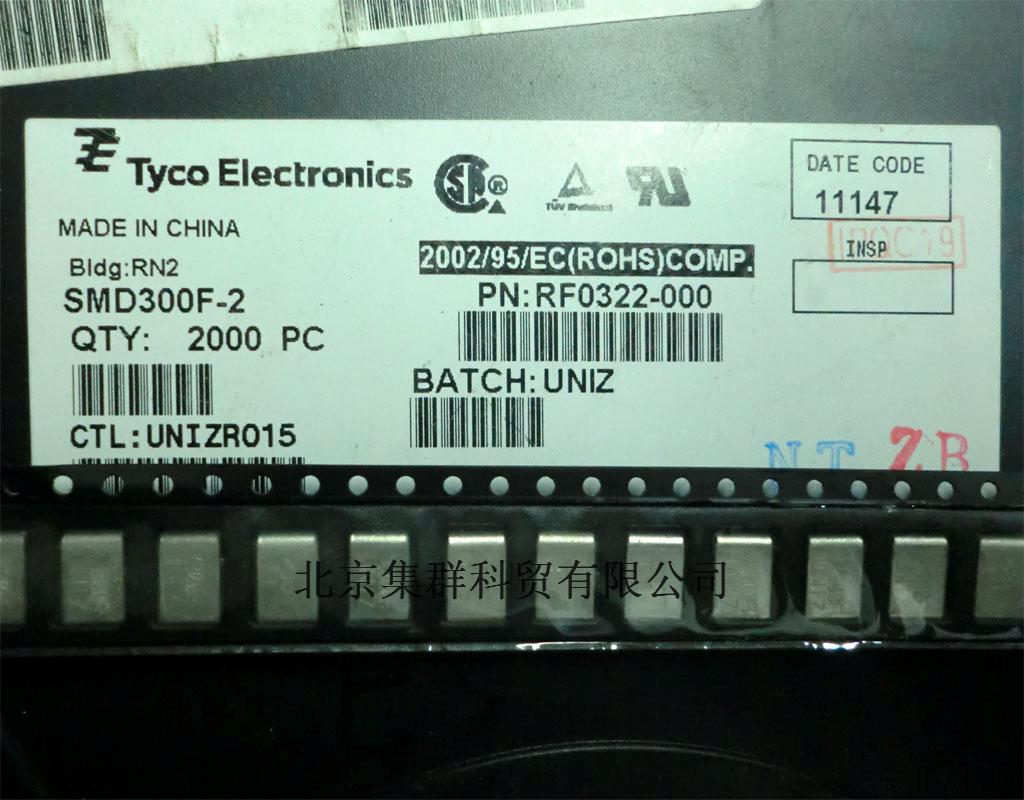 Tyco Electronics
MADE IN CHINA
Bldg:RN2
SMD300F-2
QTY: 2000 PC
CTL:UNIZR015
2002/95/EC(ROHS)COMP.
PN:RF0322-000
BATCH:UNIZ
DATE CODE
11147
INSP
NT ZB
北京集群科贸有限公司